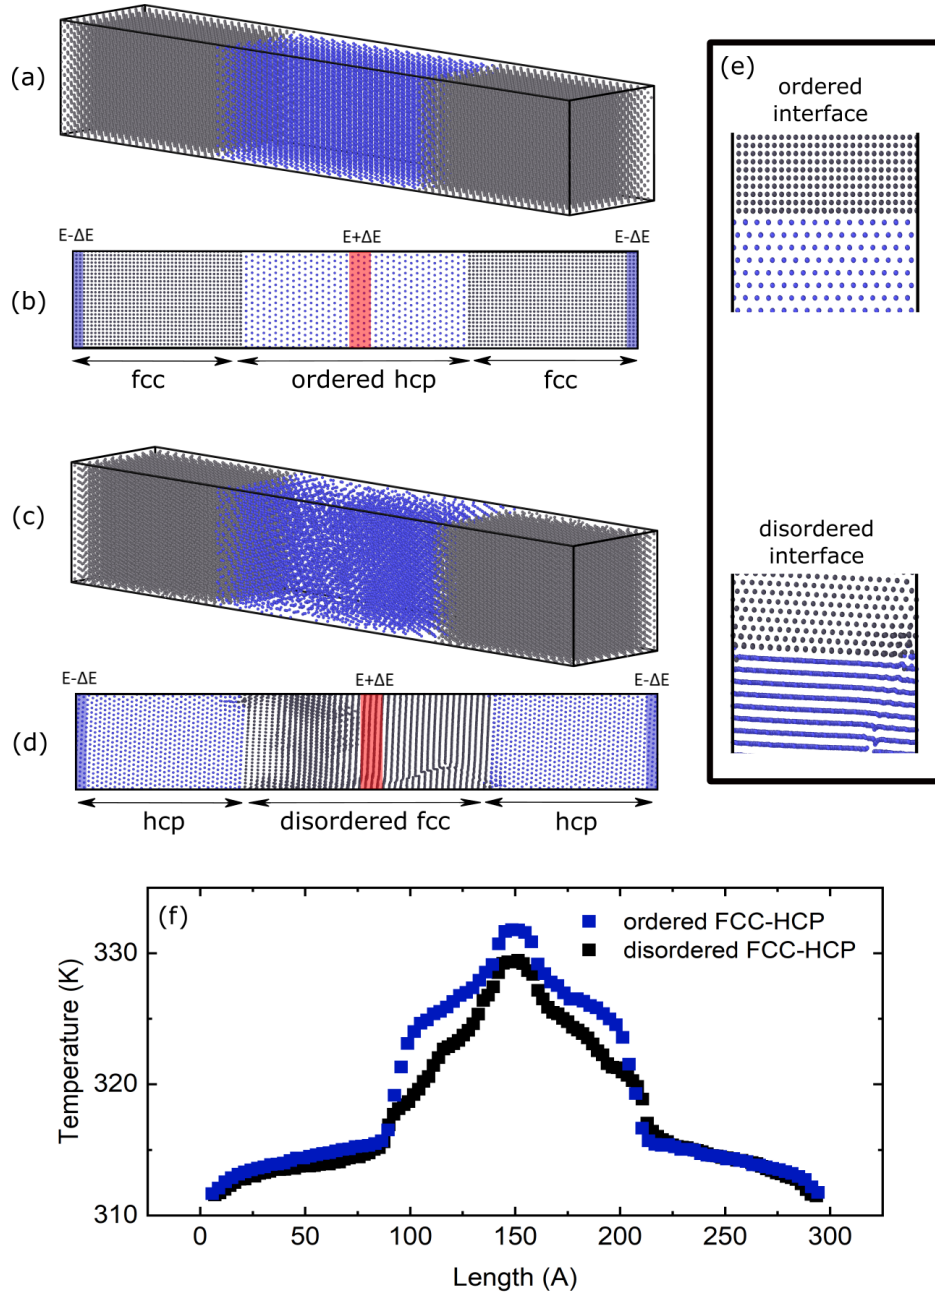 (a)
E-ΔE
E+ΔE
E-ΔE
(b)
fcc
ordered hcp
fcc
(c)
E-ΔE
E+ΔE
E-ΔE
(d)
hcp
disordered fcc
hcp
(e)
ordered
interface
disordered
interface
(f)
ordered FCC-HCP
disordered FCC-HCP
Temperature (K)
330
320
310
0
50
100
150
200
250
300
Length (A)